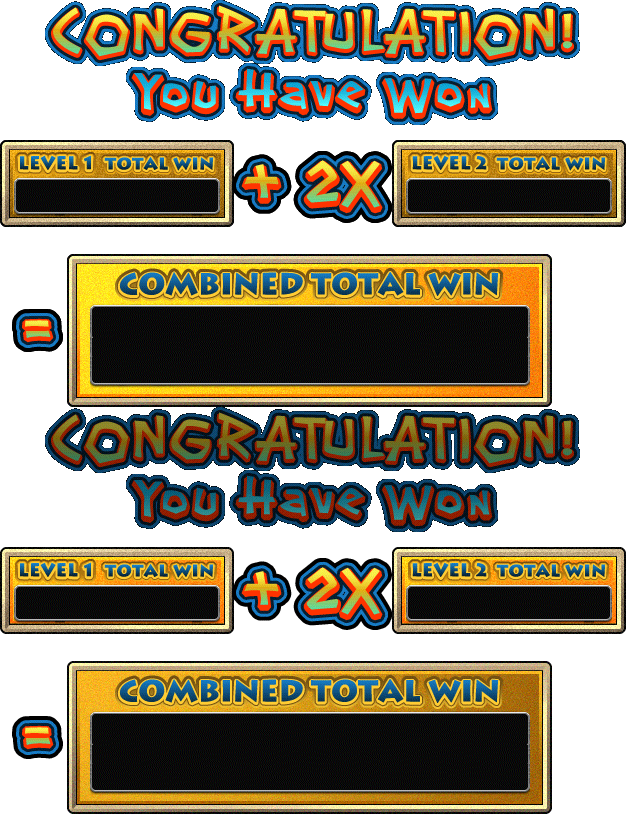 CONGRATULATION!
You Have Won
LEVEL 1 TOTAL WIN + 2X LEVEL 2 TOTAL WIN
COMBINED TOTAL WIN
=
CONGRATULATION!
You Have Won
LEVEL 1 TOTAL WIN + 2X LEVEL 2 TOTAL WIN
COMBINED TOTAL WIN
=